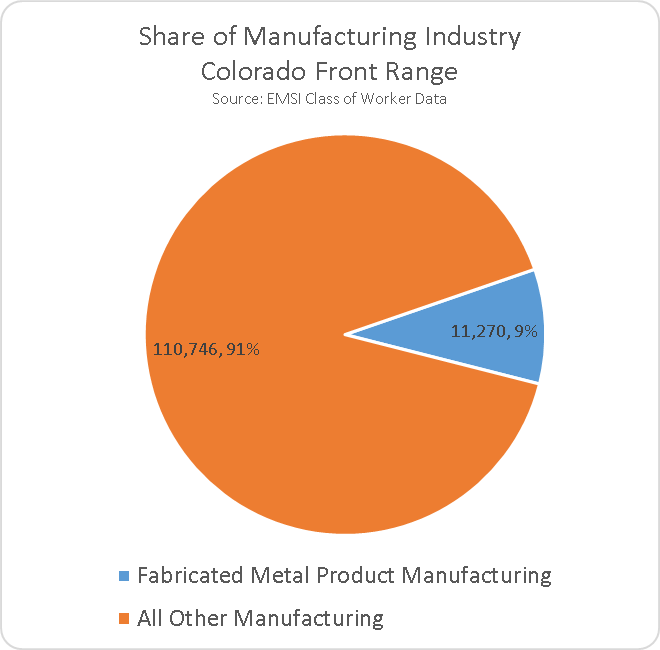 Share of Manufacturing Industry
Colorado Front Range
Source: EMSI Class of Worker Data
11,270, 9%
110,746, 91%
Fabricated Metal Product Manufacturing
All Other Manufacturing